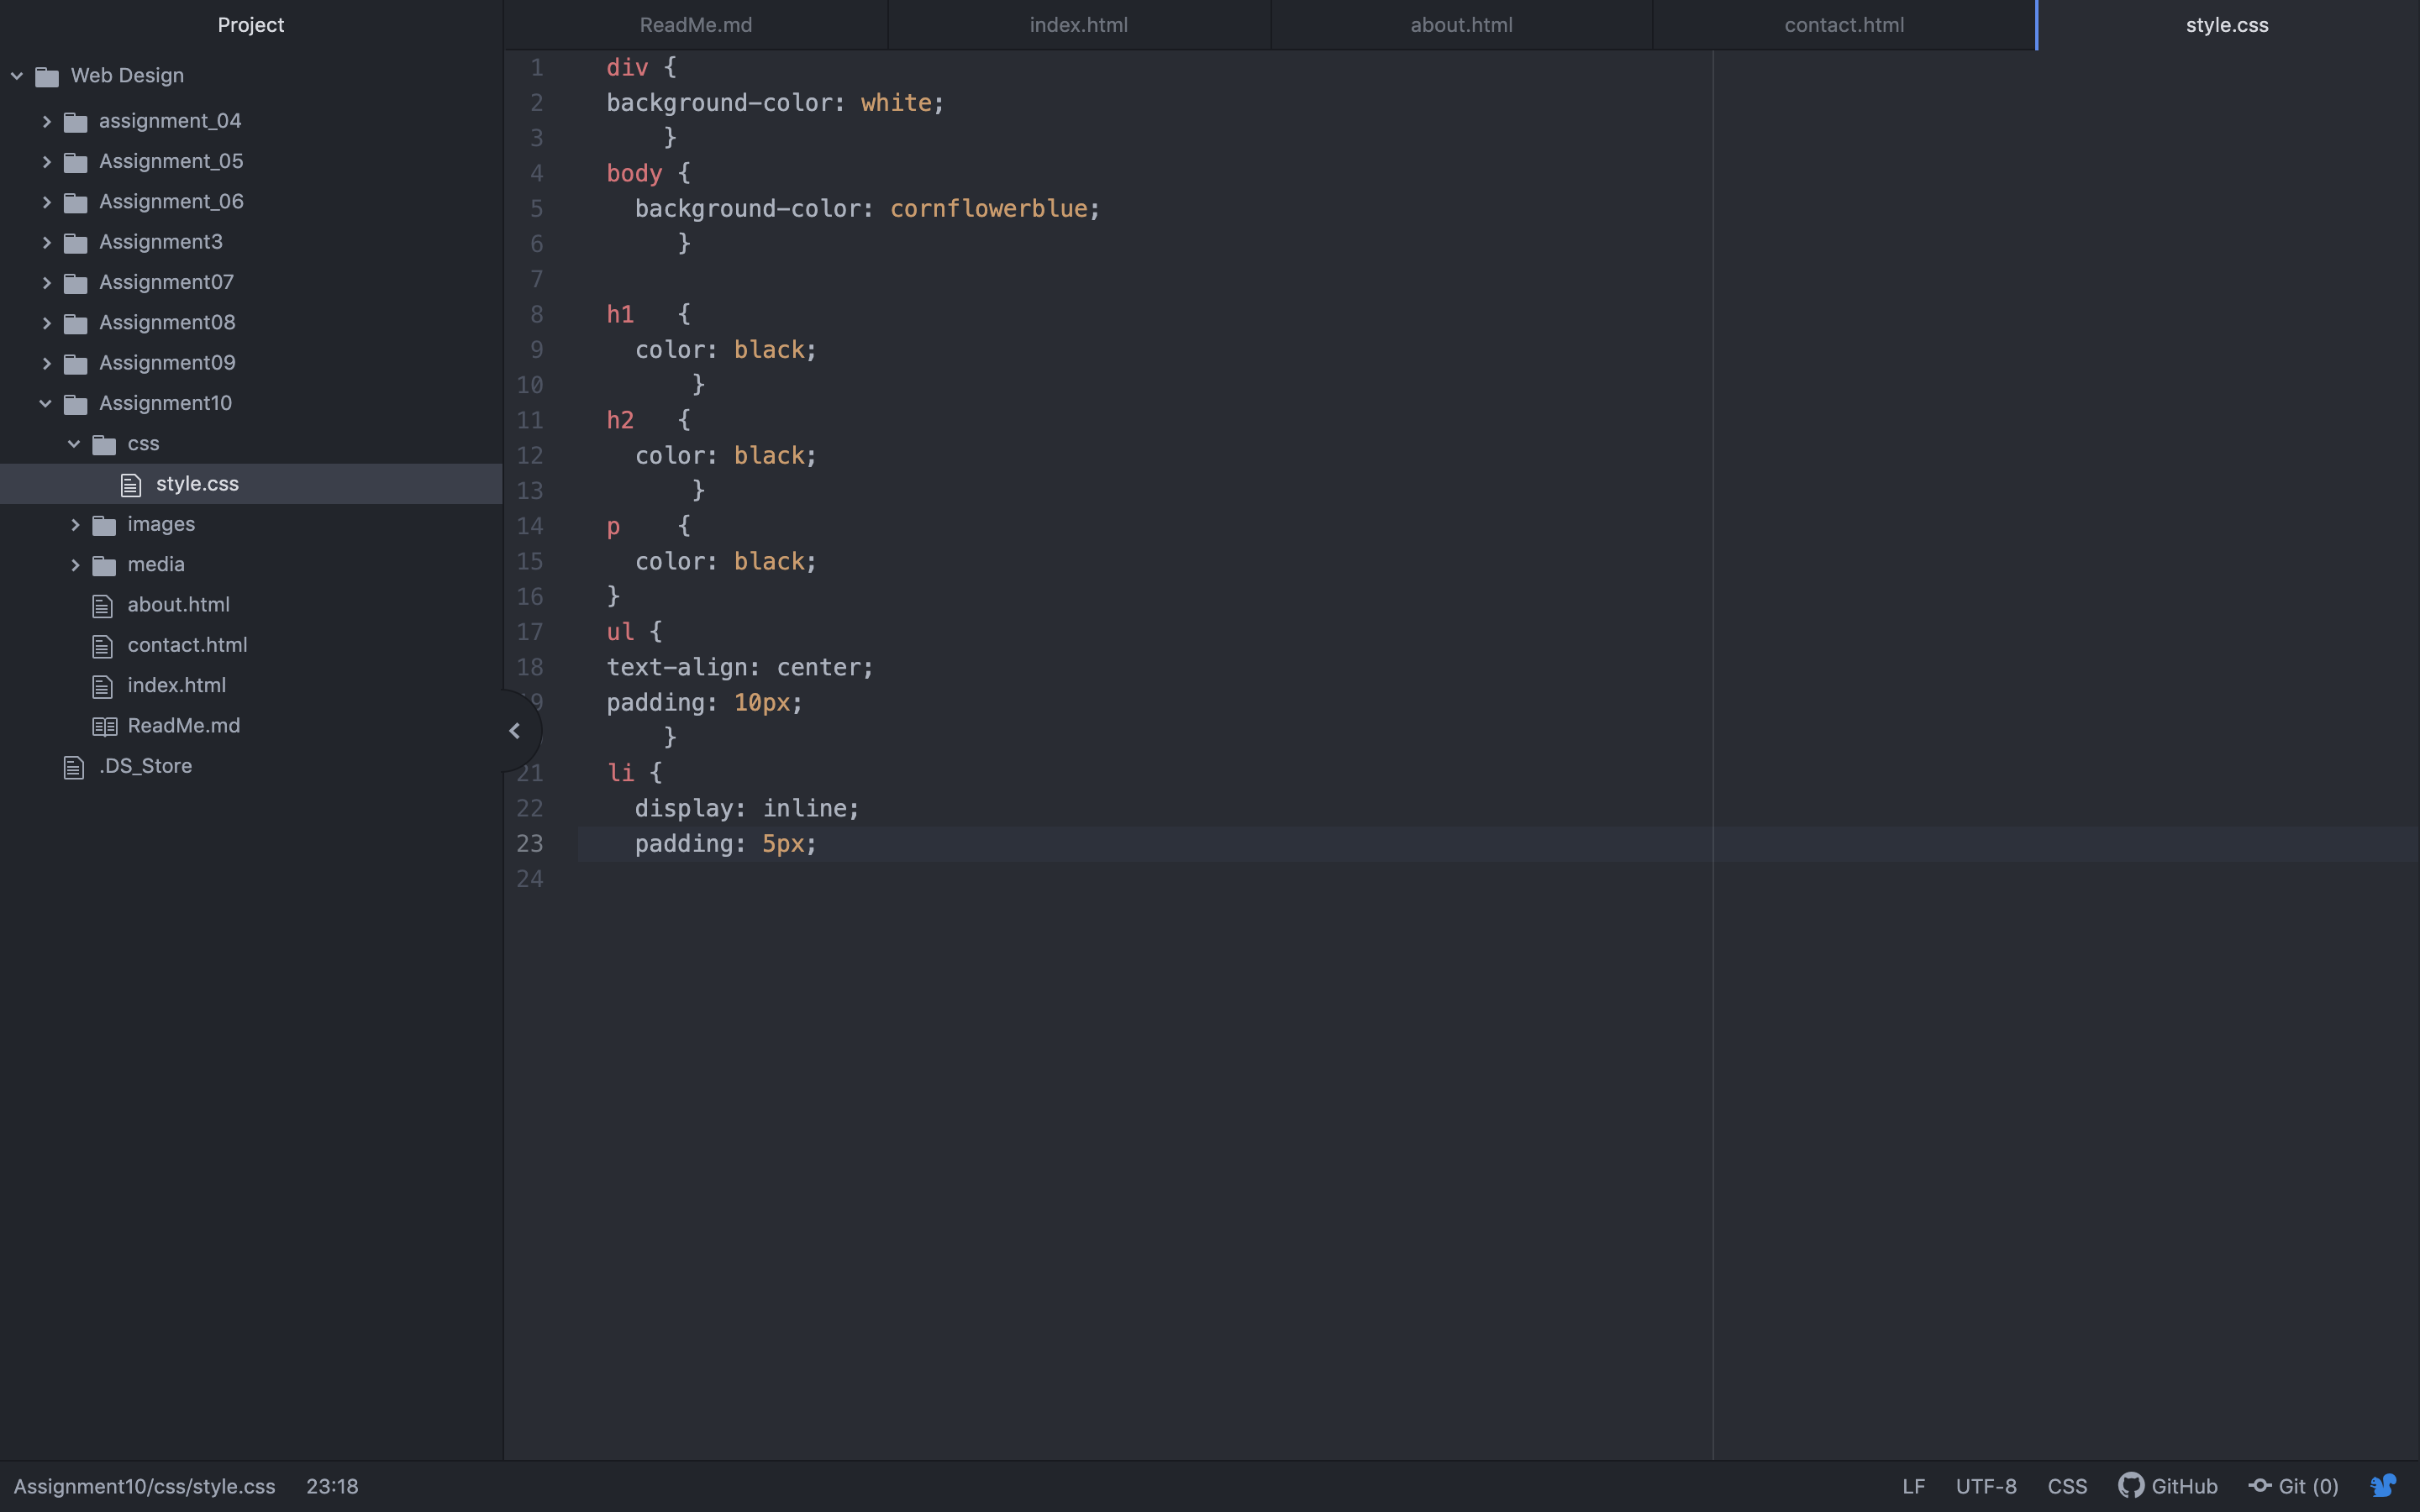 Project
ReadMe.md
index.html
about.html
contact.html
style.css
Web Design
assignment_04
Assignment_05
Assignment_06
Assignment3
Assignment07
Assignment08
Assignment09
Assignment10
css
style.css
images
media
about.html
contact.html
index.html
ReadMe.md
.DS_Store
1 div {
2 background-color: white;
3     }
4 body {
5   background-color: cornflowerblue;
6      }
7
8 h1   {
9   color: black;
10       }
11 h2   {
12   color: black;
13       }
14 p    {
15   color: black;
16 }
17 ul {
18 text-align: center;
9 padding: 10px;
    }
21 li {
22   display: inline;
23   padding: 5px;
24
Assignment10/css/style.css 23:18 LF UTF-8 CSS GitHub Git (0)